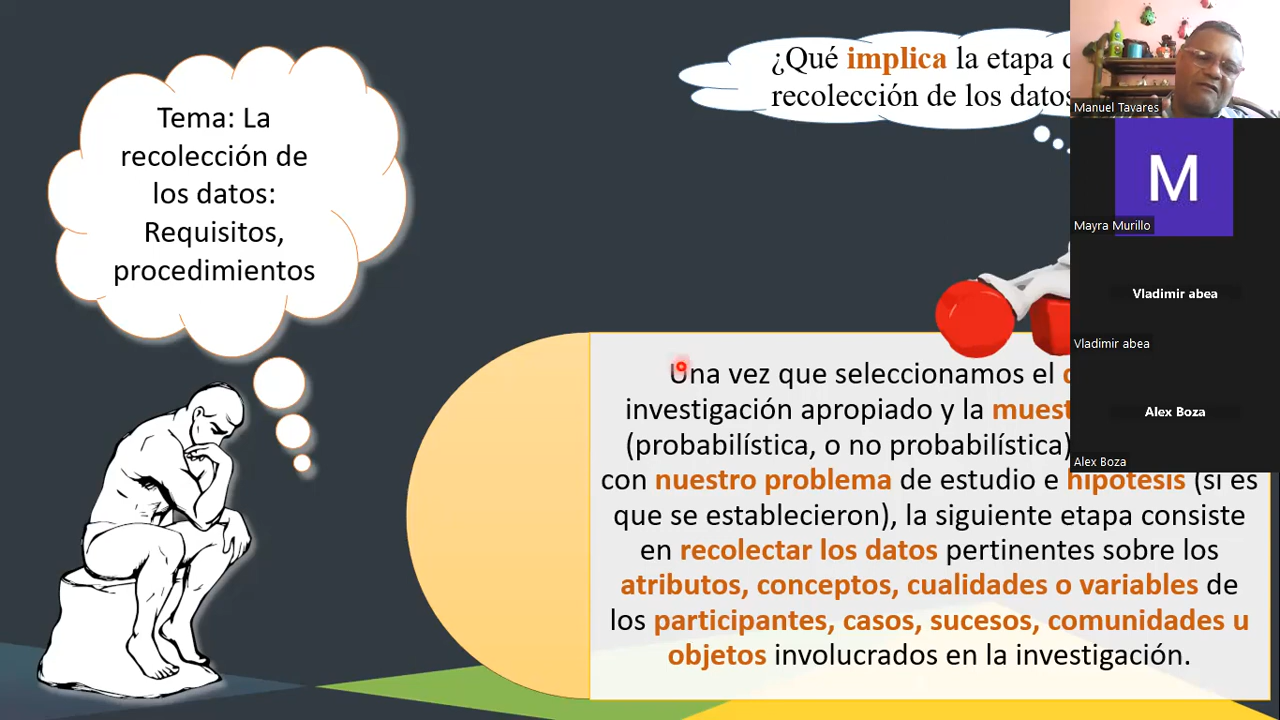 Tema: La
recolección de
los datos:
Requisitos,
procedimientos
¿Qué implica la etapa
recolección de los datos
Una vez que seleccionamos el
investigación apropiado y la
(probabilística, o no probabilística)
con nuestro problema de estudio e hipótesis (si es
que se establecieron), la siguiente etapa consiste
en recolectar los datos pertinentes sobre los
atributos, conceptos, cualidades o variables de
los participantes, casos, sucesos, comunidades u
objetos involucrados en la investigación.
Manuel Tavares
M
Mayra Murillo
Vladimir abea
Vladimir abea
Alex Boza
Alex Boza